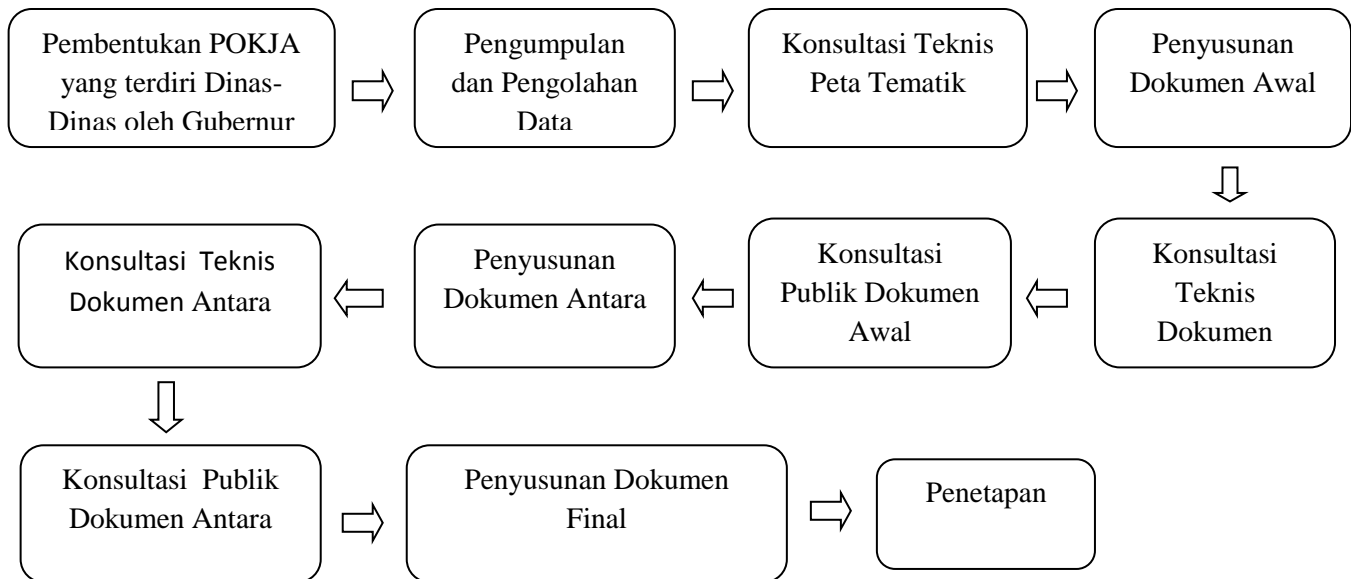 Pembentukan POKJA
yang terdiri Dinas-
Dinas oleh Gubernur
Pengumpulan
dan Pengolahan
Data
Konsultasi Teknis
Peta Tematik
Penyusunan
Dokumen Awal
Konsultasi
Teknis
Dokumen
Konsultasi
Publik Dokumen
Awal
Penyusunan
Dokumen Antara
Konsultasi Teknis
Dokumen Antara
Konsultasi Publik
Dokumen Antara
Penyusunan Dokumen
Final
Penetapan